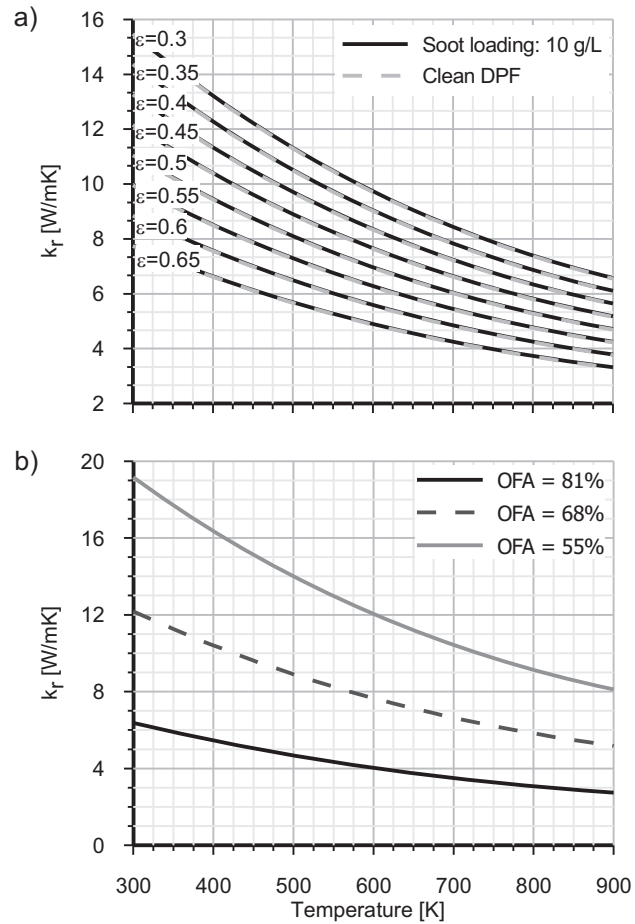 a)
16
14
12
10
8
6
4
2
kr [W/mK]
ε=0.3
ε=0.35
ε=0.4
ε=0.45
ε=0.5
ε=0.55
ε=0.6
ε=0.65
Soot loading: 10 g/L
Clean DPF
b)
20
16
12
8
4
0
kr [W/mK]
OFA = 81%
OFA = 68%
OFA = 55%
300 400 500 600 700 800 900
Temperature [K]